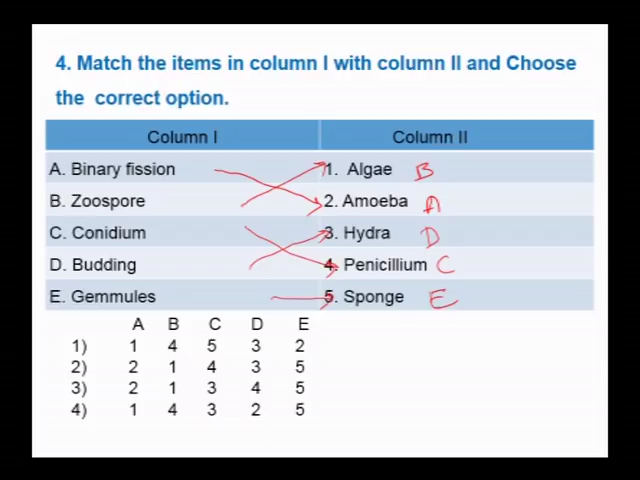 4. Match the items in column I with column II and Choose
the correct option.
Column I Column II
A. Binary fission 1. Algae B
B. Zoospore 2. Amoeba A
C. Conidium 3. Hydra D
D. Budding 4. Penicillium C
E. Gemmules 5. Sponge E
A B C D E
1) 1 4 5 3 2
2) 2 1 4 3 5
3) 2 1 3 4 5
4) 1 4 3 2 5